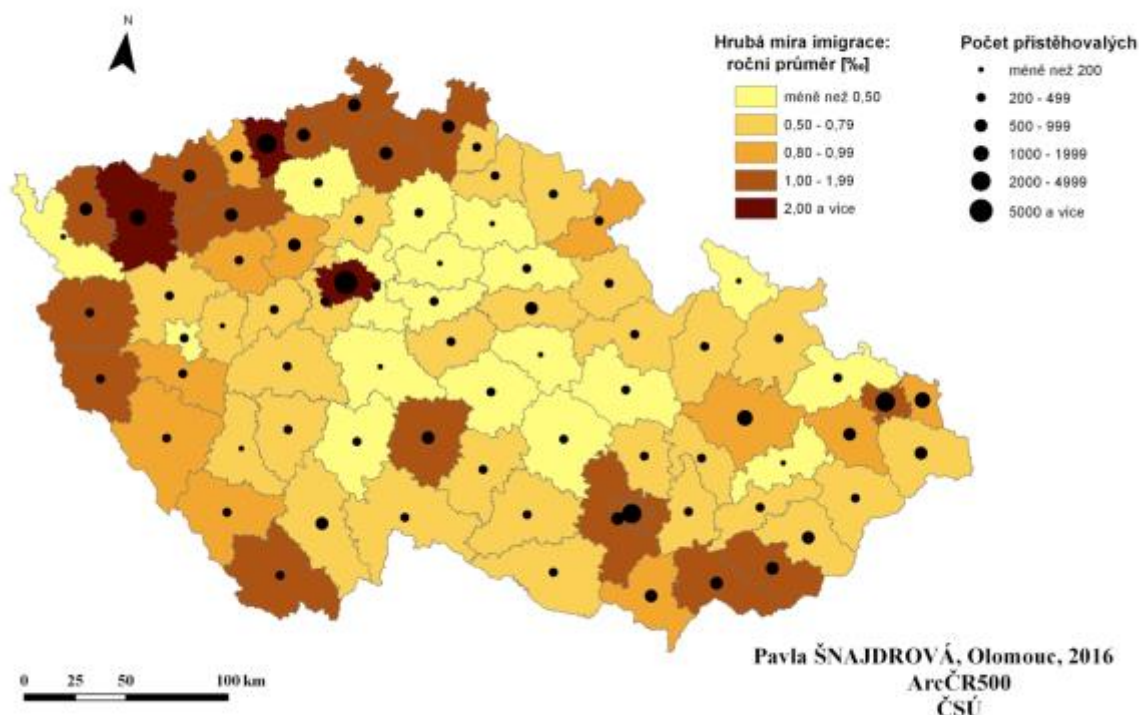 N
Hrubá míra imigrace:
roční průměr [‰]
méně než 0,50
0,50 - 0,79
0,80 - 0,99
1,00 - 1,99
2,00 a více
Počet přistěhovalých
méně než 200
200 - 499
500 - 999
1000 - 1999
2000 - 4999
5000 a více
0 25 50 100 km
Pavla ŠNAJDROVÁ, Olomouc, 2016
ArcČR500
ČSÚ